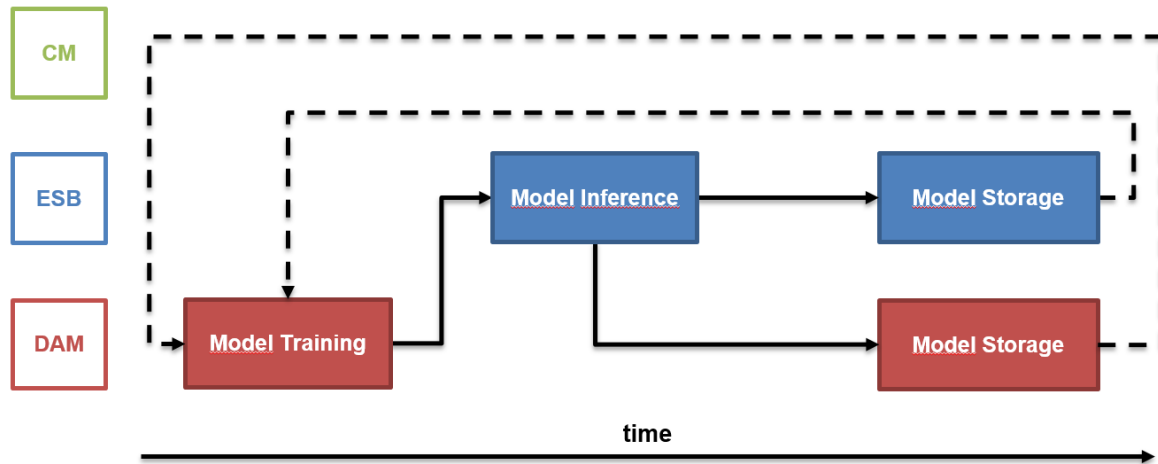 CM
ESB
Model Inference
Model Storage
DAM
Model Training
Model Storage
time